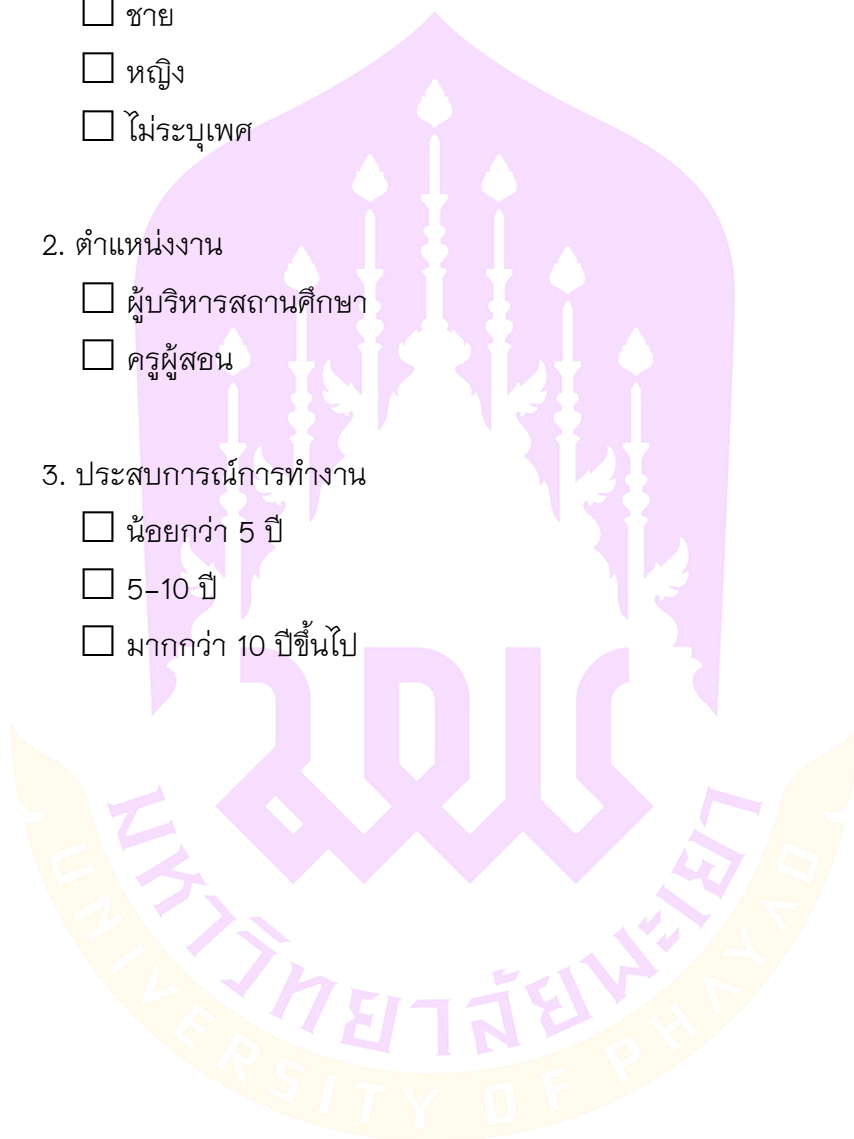 ☐ ชาย
☐ หญิง
☐ ไม่ระบุเพศ
2. ตำแหน่งงาน
☐ ผู้บริหารสถานศึกษา
☐ ครูผู้สอน
3. ประสบการณ์การทำงาน
☐ น้อยกว่า 5 ปี
☐ 5–10 ปี
☐ มากกว่า 10 ปีขึ้นไป
มหาวิทยาลัยพะเยา
UNIVERSITY OF PHAYAO